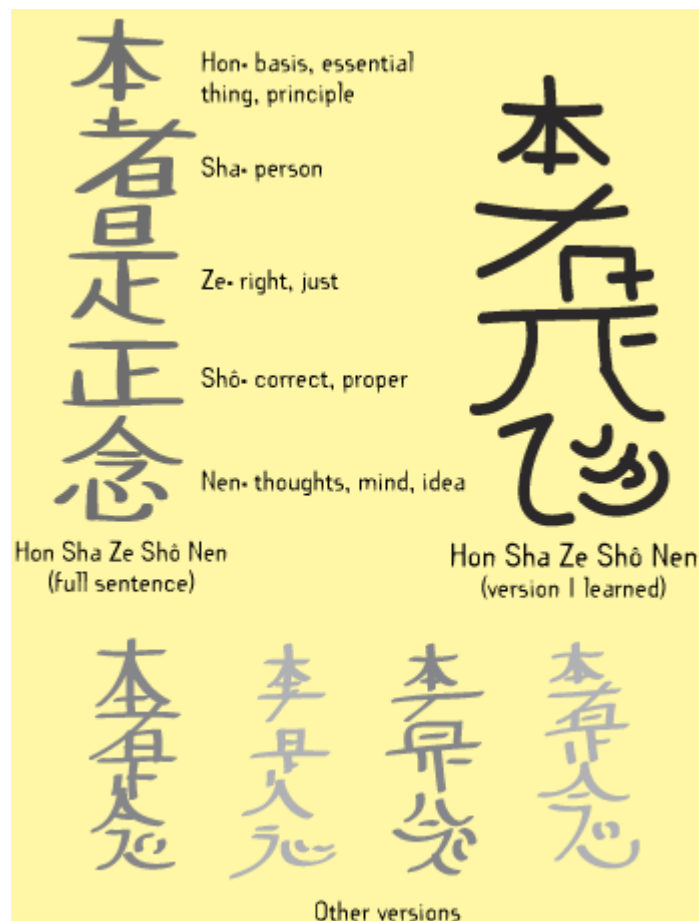 本
Hon- basis, essential
thing, principle
者
Sha- person
是
Ze- right, just
正
Shô- correct, proper
念
Nen- thoughts, mind, idea
Hon Sha Ze Shô Nen
(full sentence)
Hon Sha Ze Shô Nen
(version I learned)
Other versions